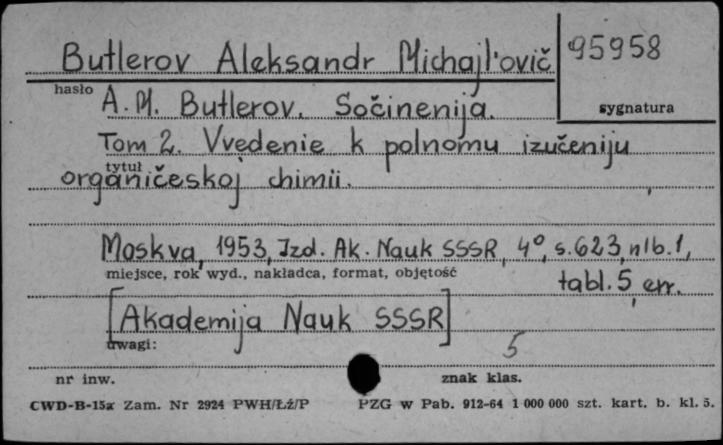 Butlerov Aleksandr Michajl'ovič
95958
hasło
sygnatura
A.M. Butlerov. Sočinenija.
Tom 2. Vvedenie k polnomu izučeniju
tytuł
organičeskoj chimii.
Moskva, 1953, Izd. Ak. Nauk SSSR, 4°, s. 623, nlb. 1,
miejsce, rok wyd., nakładca, format, objętość
tabl. 5, err.
[Akademija Nauk SSSR]
uwagi:
5
nr inw.
znak klas.
CWD-B-15a Zam. Nr 2924 PWH/Łź/P PZG w Pab. 912-64 1 000 000 szt. kart. b. kl. 5.